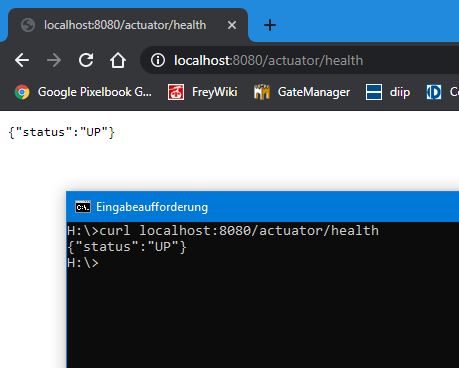 localhost:8080/actuator/health
localhost:8080/actuator/health
Google Pixelbook G... FreyWiki GateManager diip
{"status":"UP"}
Eingabeaufforderung
H:\>curl localhost:8080/actuator/health
{"status":"UP"}
H:\>